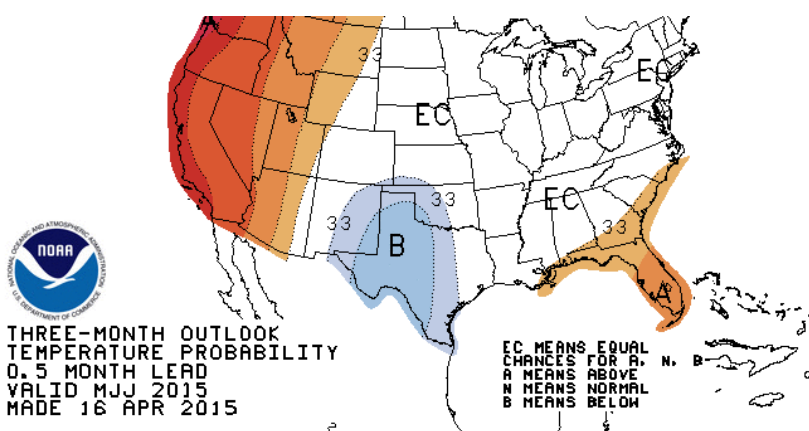 A
33
EC
EC
33
EC
33
33
B
A
NATIONAL OCEANIC AND ATMOSPHERIC ADMINISTRATION
NOAA
U.S. DEPARTMENT OF COMMERCE
THREE-MONTH OUTLOOK
TEMPERATURE PROBABILITY
0.5 MONTH LEAD
VALID MJJ 2015
MADE 16 APR 2015
EC MEANS EQUAL
CHANCES FOR A, N, B
A MEANS ABOVE
N MEANS NORMAL
B MEANS BELOW